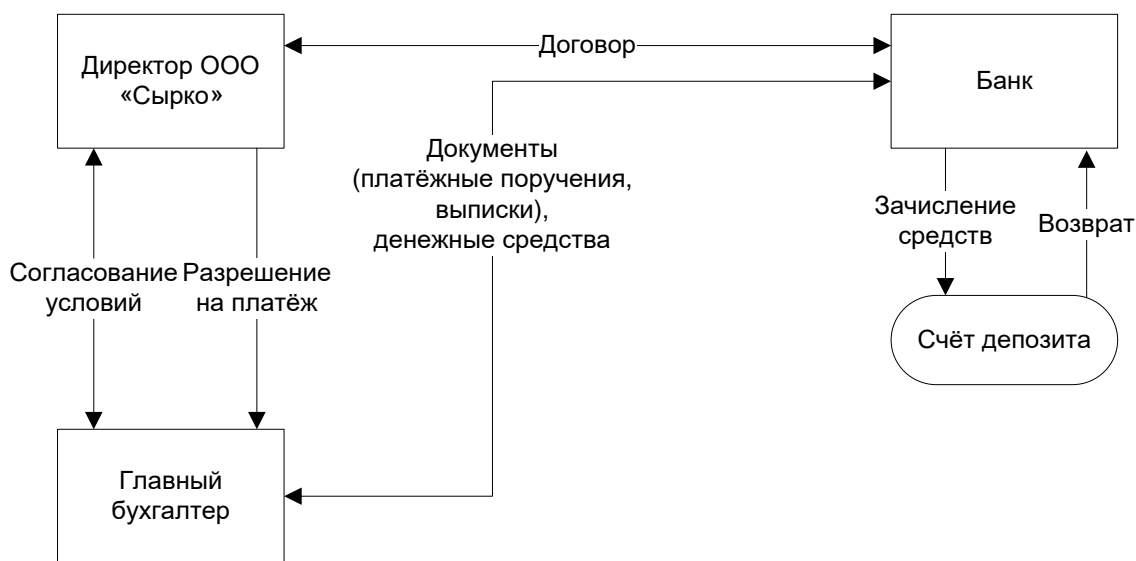 Директор ООО
«Сырко»
Договор
Банк
Документы
(платёжные поручения,
выписки),
денежные средства
Зачисление
средств
Возврат
Согласование
условий
Разрешение
на платёж
Счёт депозита
Главный
бухгалтер